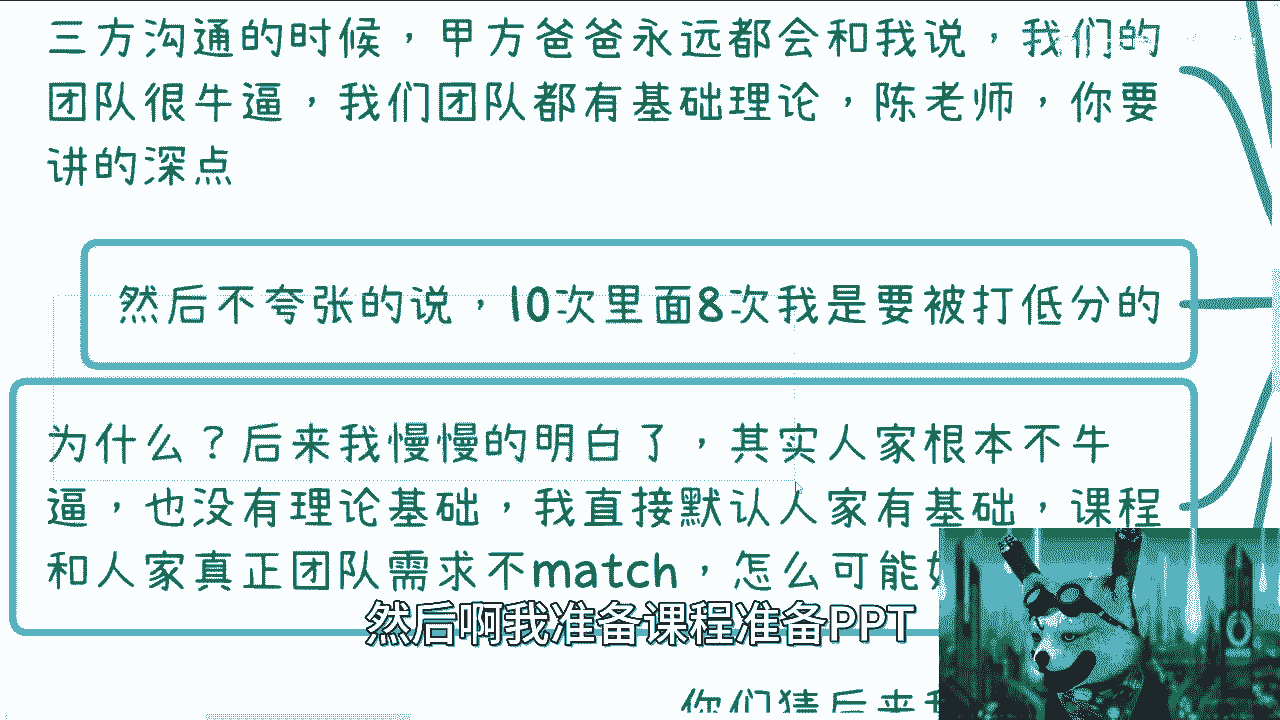 三方沟通的时候，甲方爸爸永远都会和我说，我们的
团队很牛逼，我们团队都有基础理论，陈老师，你要
讲的深点
然后不夸张的说，10次里面8次我是要被打低分的
为什么？后来我慢慢的明白了，其实人家根本不牛
逼，也没有理论基础，我直接默认人家有基础，课程
和人家真正团队需求不match，怎么可能
然后啊我准备课程准备PPT
你们猜后来